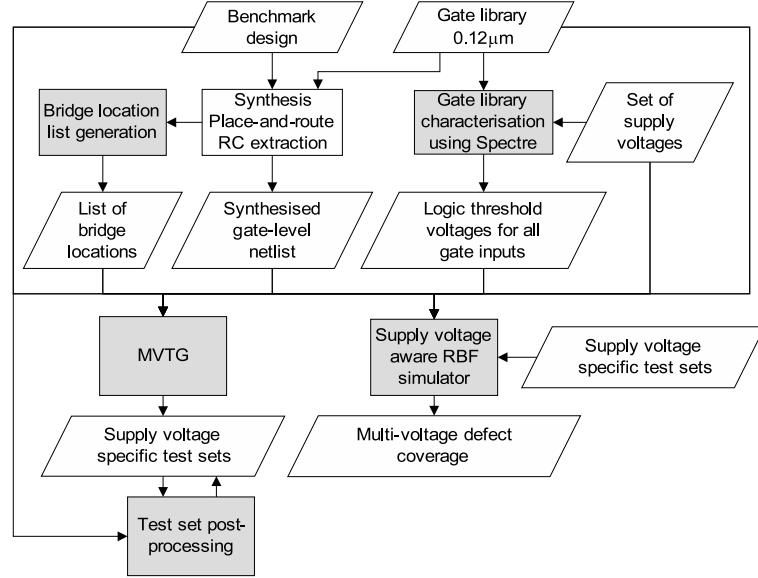 Benchmark
design
Gate library
0.12μm
Bridge location
list generation
Synthesis
Place-and-route
RC extraction
Gate library
characterisation
using Spectre
Set of
supply
voltages
List of
bridge
locations
Synthesised
gate-level
netlist
Logic threshold
voltages for all
gate inputs
MVTG
Supply voltage
aware RBF
simulator
Supply voltage
specific test sets
Supply voltage
specific test sets
Multi-voltage defect
coverage
Test set post-
processing